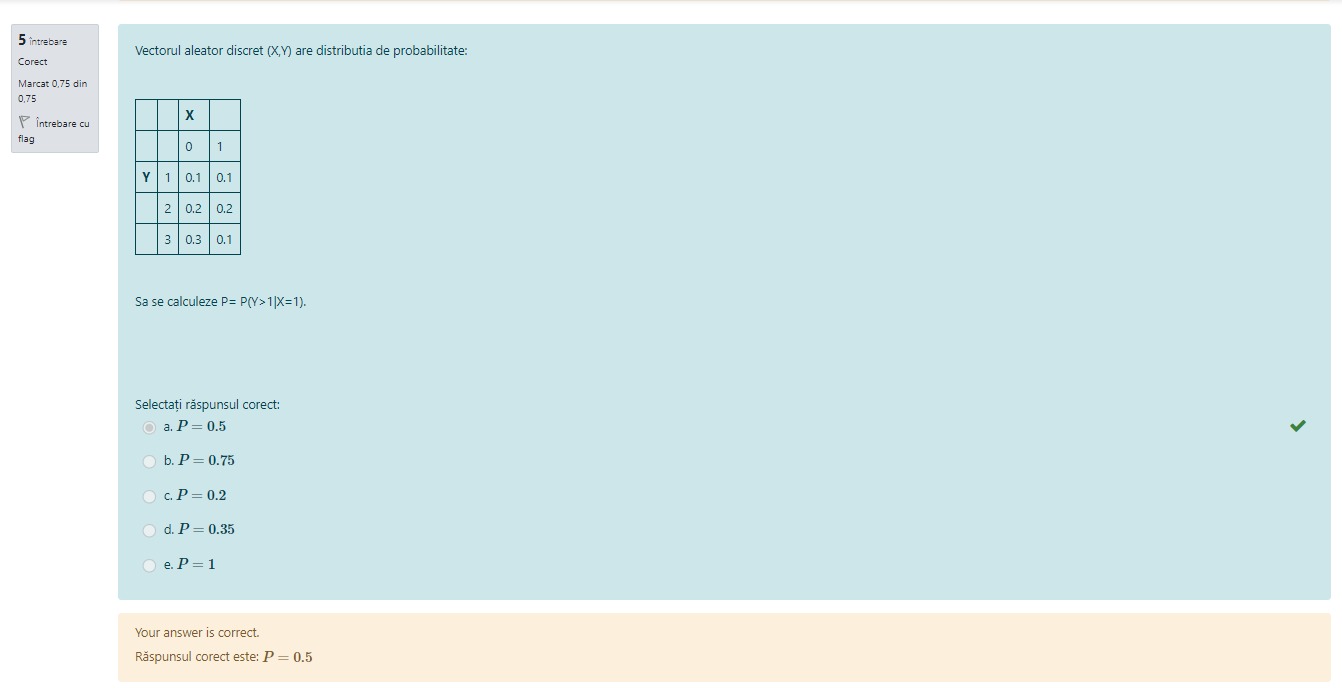 5 întrebare
Corect
Marcat 0,75 din
0,75
Întrebare cu
flag
Vectorul aleator discret (X,Y) are distributia de probabilitate:
X
0 1
Y 1 0.1 0.1
2 0.2 0.2
3 0.3 0.1
Sa se calculeze P= P(Y>1|X=1).
Selectați răspunsul corect:
a. P = 0.5
b. P = 0.75
c. P = 0.2
d. P = 0.35
e. P = 1
Your answer is correct.
Răspunsul corect este: P = 0.5